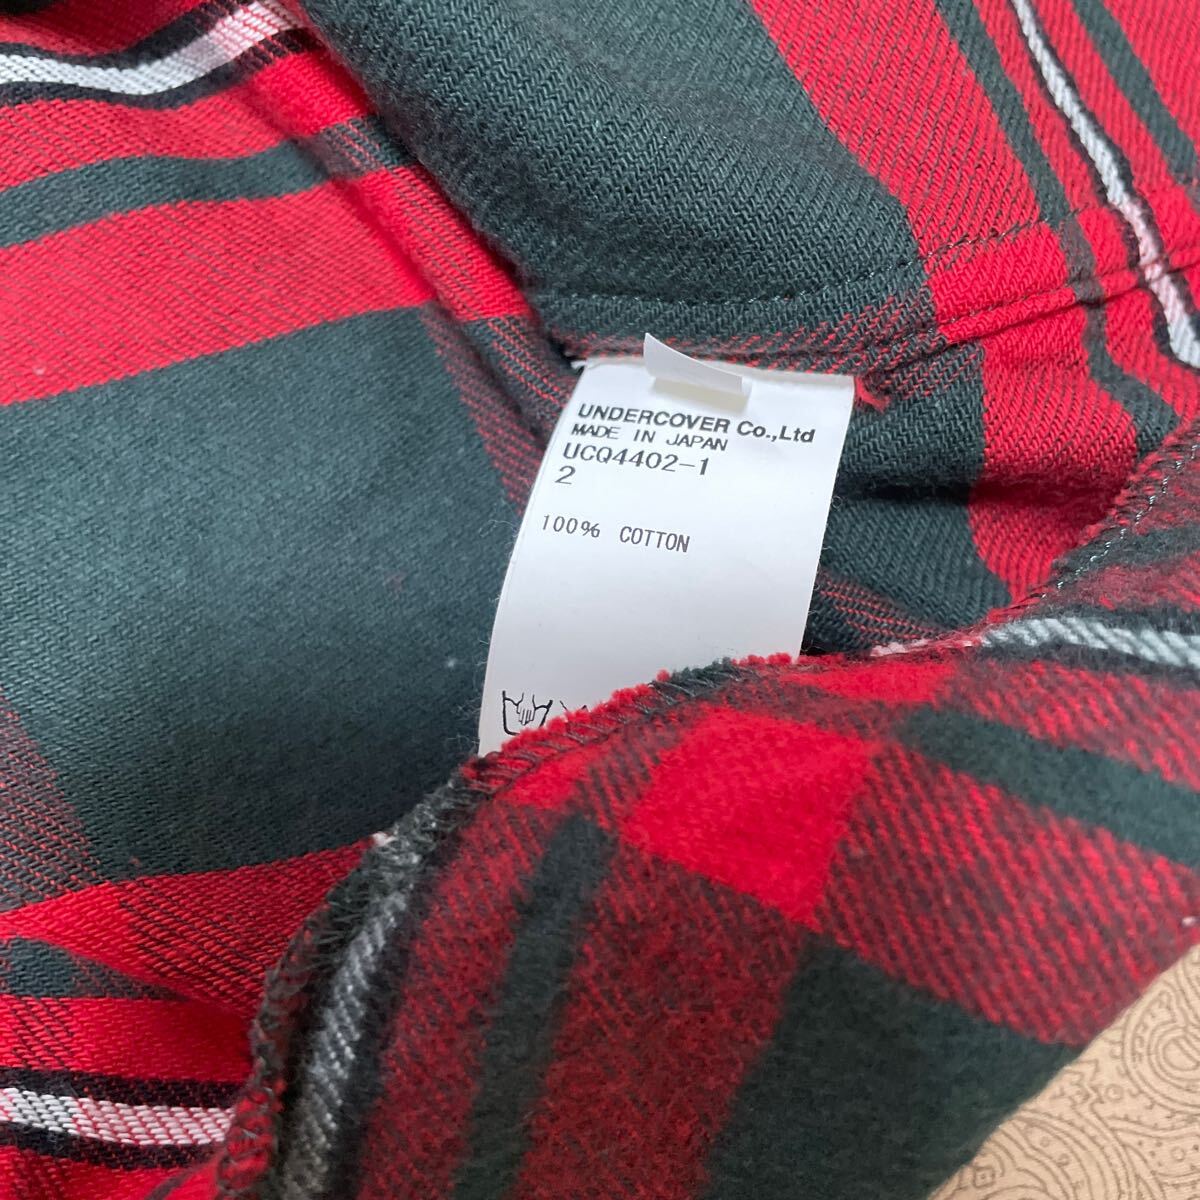 UNDERCOVER Co.,Ltd
MADE IN JAPAN
UCQ4402-1
2
100% COTTON